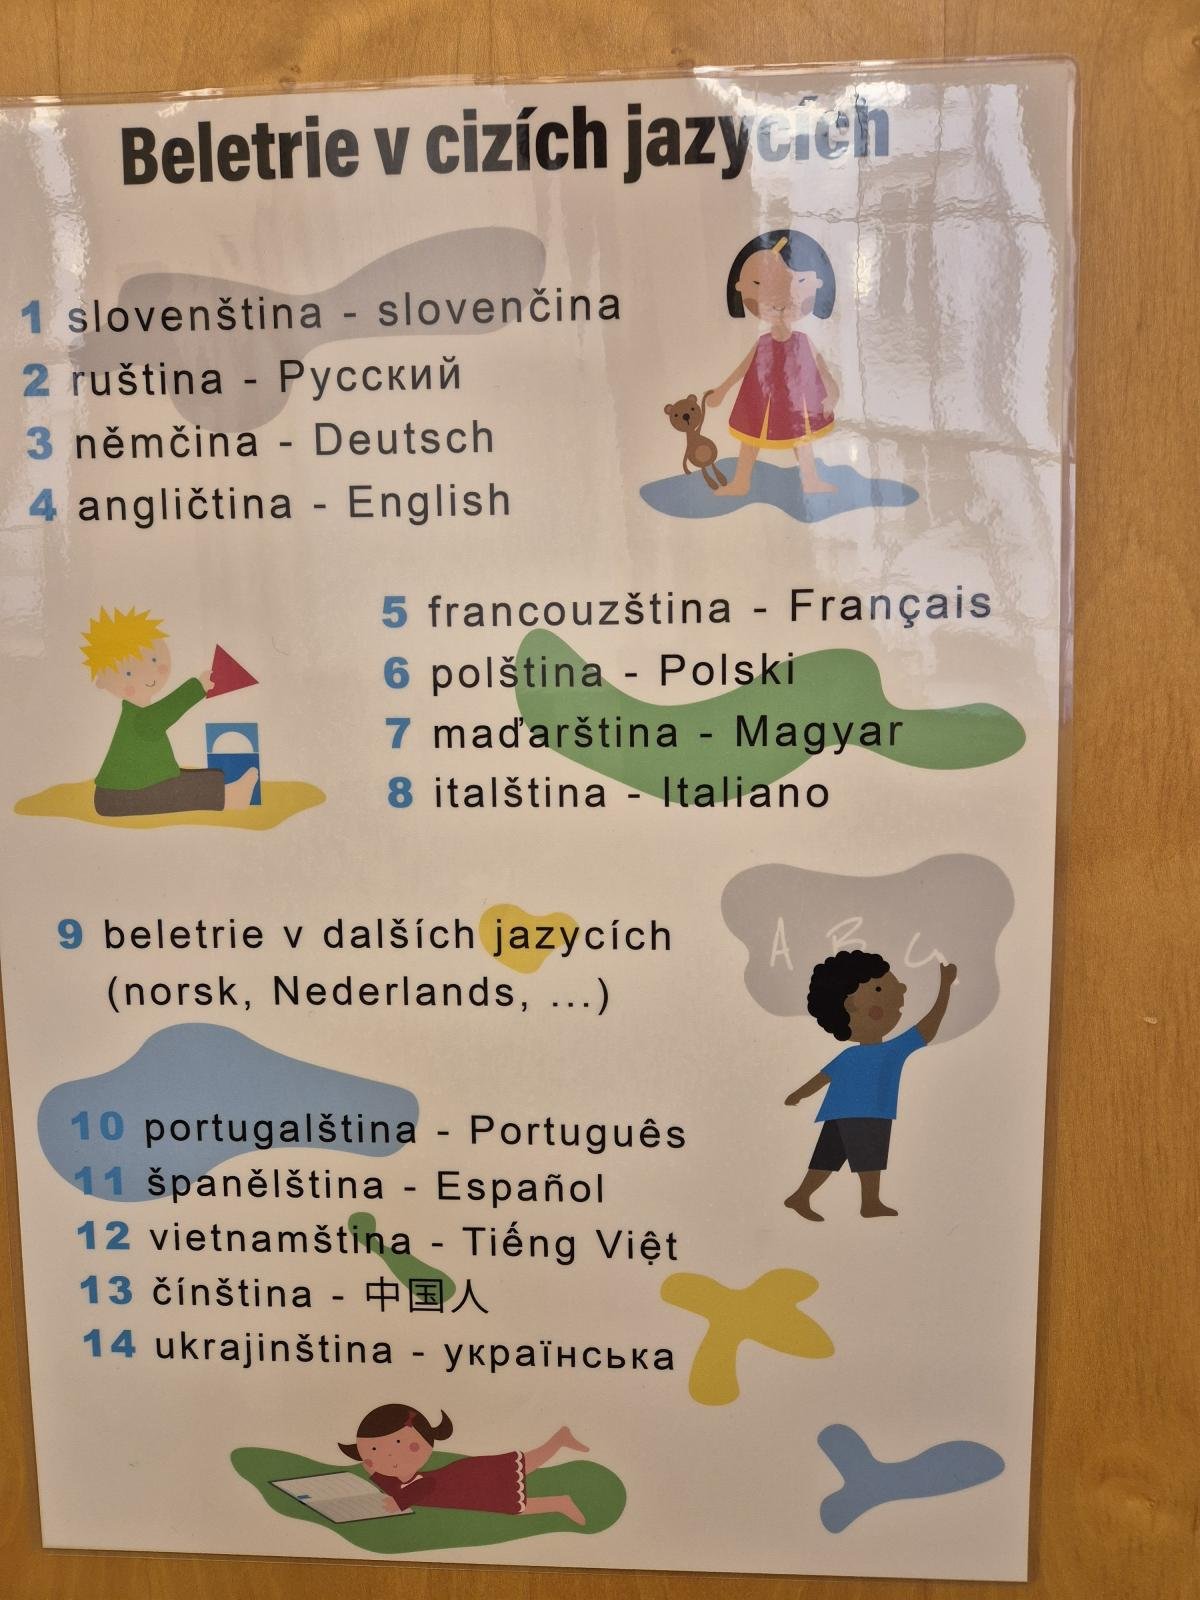 Beletrie v cizích jazycích
1 slovenština - slovenčina
2 ruština - Русский
3 němčina - Deutsch
4 angličtina - English
5 francouzština - Français
6 polština - Polski
7 maďarština - Magyar
8 italština - Italiano
9 beletrie v dalších jazycích
(norsk, Nederlands, ...)
A B C
10 portugalština - Português
11 španělština - Español
12 vietnamština - Tiếng Việt
13 čínština - 中国人
14 ukrajinština - українська